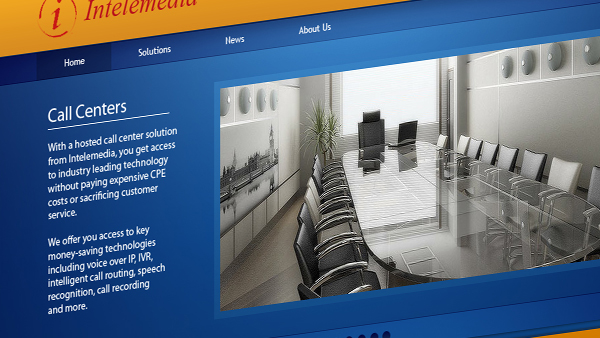 Intelemedia
Home
Solutions
News
About Us
Call Centers
With a hosted call center solution
from Intelemedia, you get access
to industry leading technology
without paying expensive CPE
costs or sacrificing customer
service.
We offer you access to key
money-saving technologies
including voice over IP, IVR,
intelligent call routing, speech
recognition, call recording
and more.